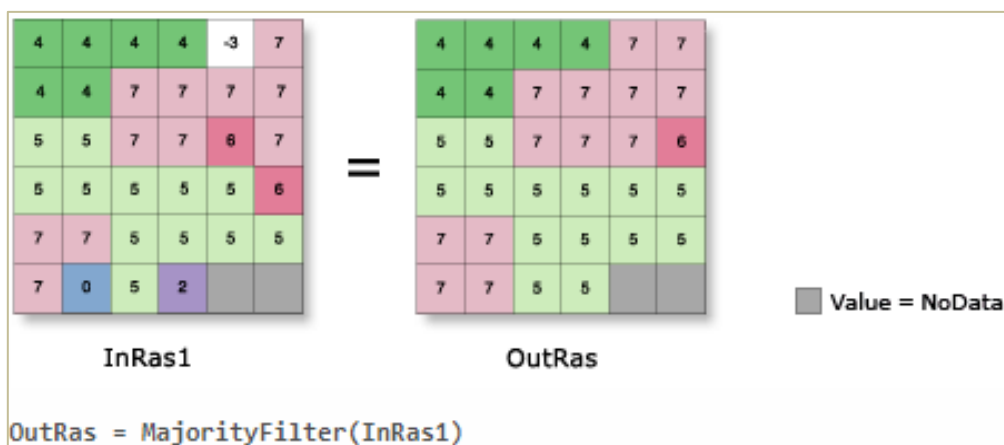 4 4 4 4 -3 7 4 4 4 4 7 7
4 4 7 7 7 7 4 4 7 7 7 7
5 5 7 7 6 7 = 5 5 7 7 7 6
5 5 5 5 5 6 5 5 5 5 5 5
7 7 5 5 5 5 7 7 5 5 5 5
7 0 5 2 7 7 5 5
Value = NoData
InRas1 OutRas
OutRas = MajorityFilter(InRas1)